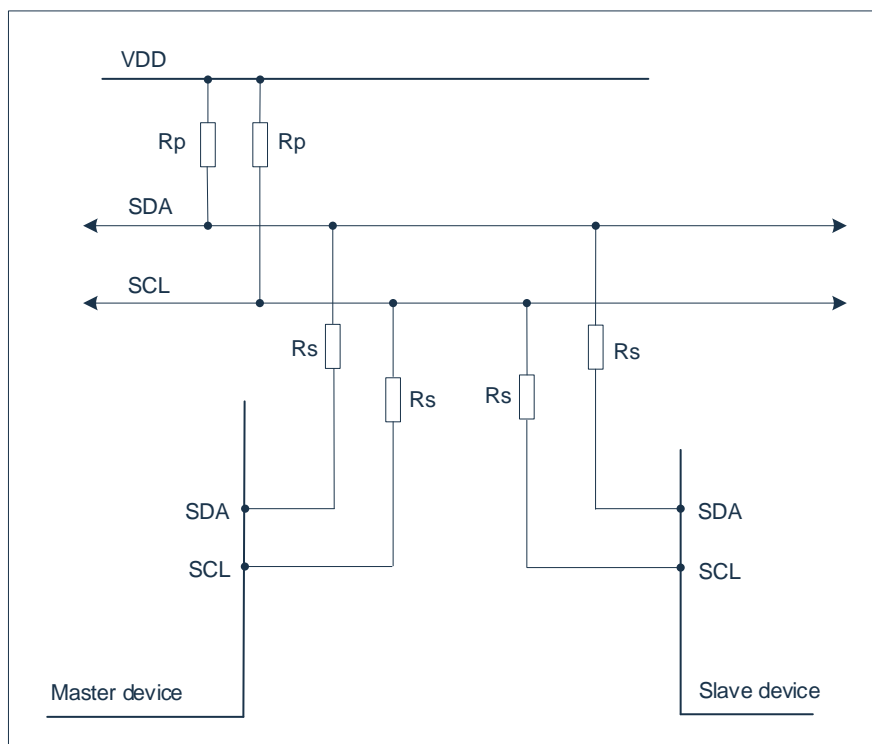 VDD
Rp
Rp
SDA
SCL
Rs
Rs
Rs
Rs
SDA
SDA
SCL
SCL
Master device
Slave device